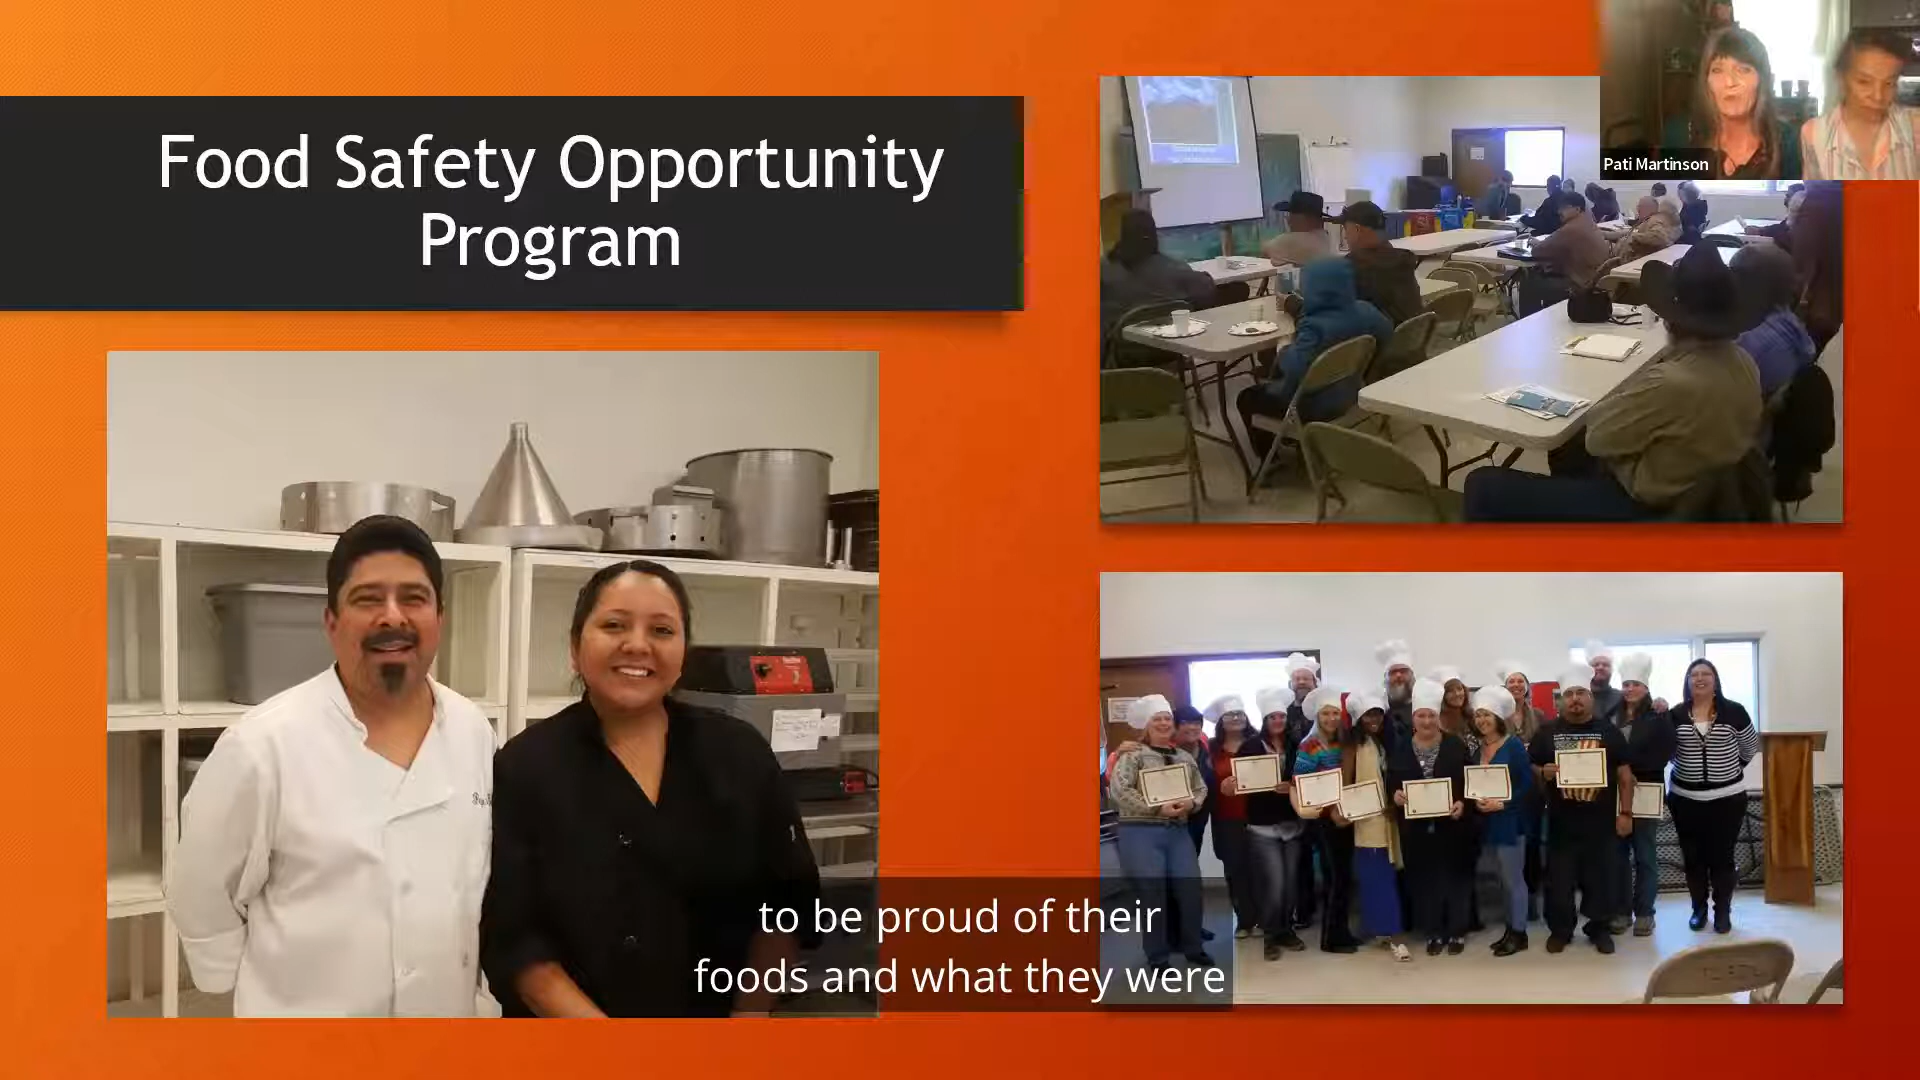 Food Safety Opportunity
Program
Pati Martinson
to be proud of their
foods and what they were